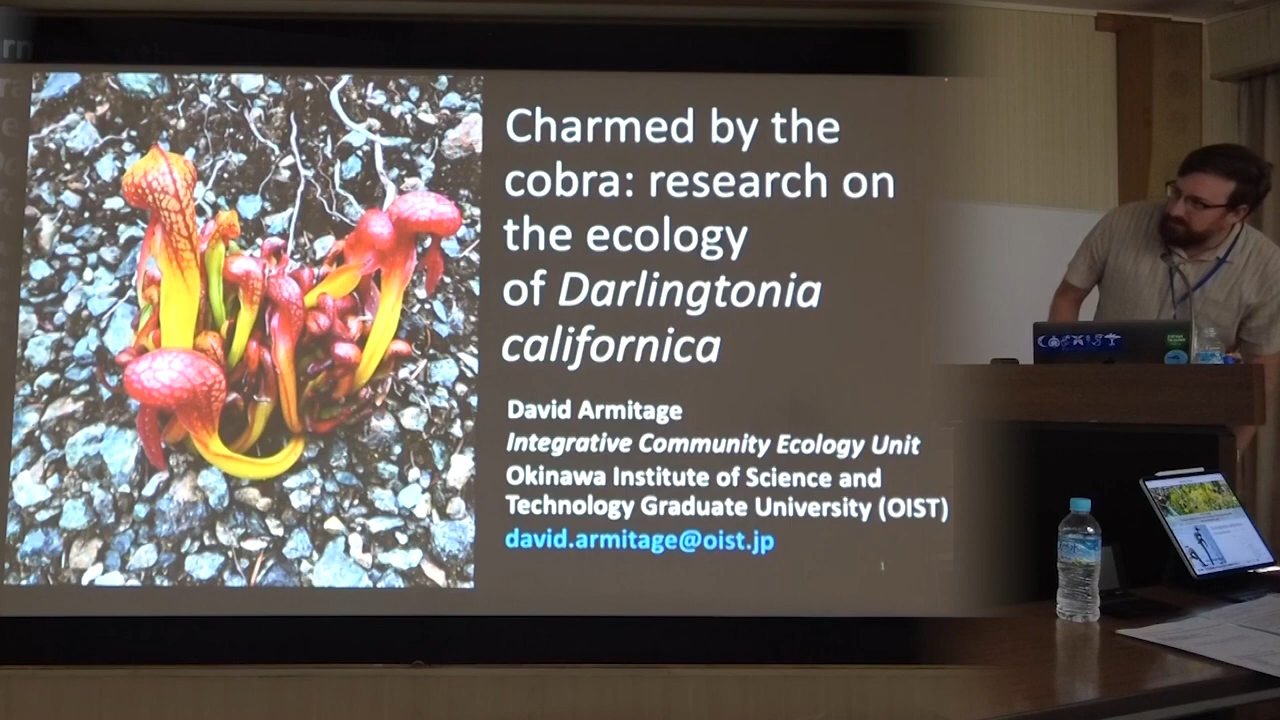 Charmed by the
cobra: research on
the ecology
of Darlingtonia
californica
David Armitage
Integrative Community Ecology Unit
Okinawa Institute of Science and
Technology Graduate University (OIST)
david.armitage@oist.jp